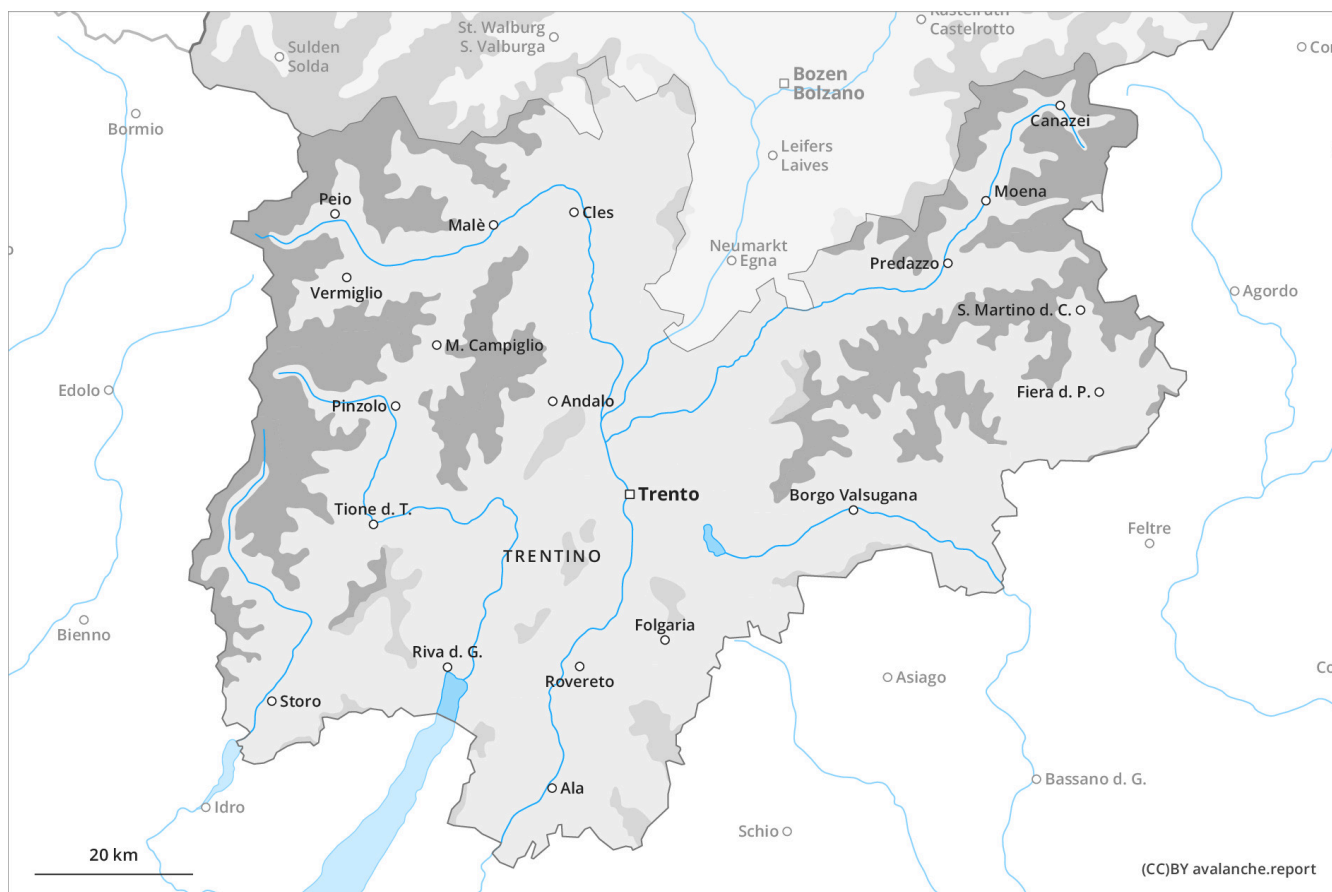 St. Walburg
S. Valburga
Kastelruth
Castelrotto
Sulden
Solda
Bozen
Bolzano
Bormio
Canazei
Leifers
Laives
Moena
Peio
Malè
Cles
Neumarkt
Egna
Predazzo
Vermiglio
Agordo
S. Martino d. C.
M. Campiglio
Edolo
Pinzolo
Andalo
Fiera d. P.
Trento
Borgo Valsugana
Tione d. T.
Feltre
TRENTINO
Bienno
Folgaria
Riva d. G.
Rovereto
Asiago
Storo
Ala
Bassano d. G.
Idro
Schio
20 km
(CC)BY avalanche.report